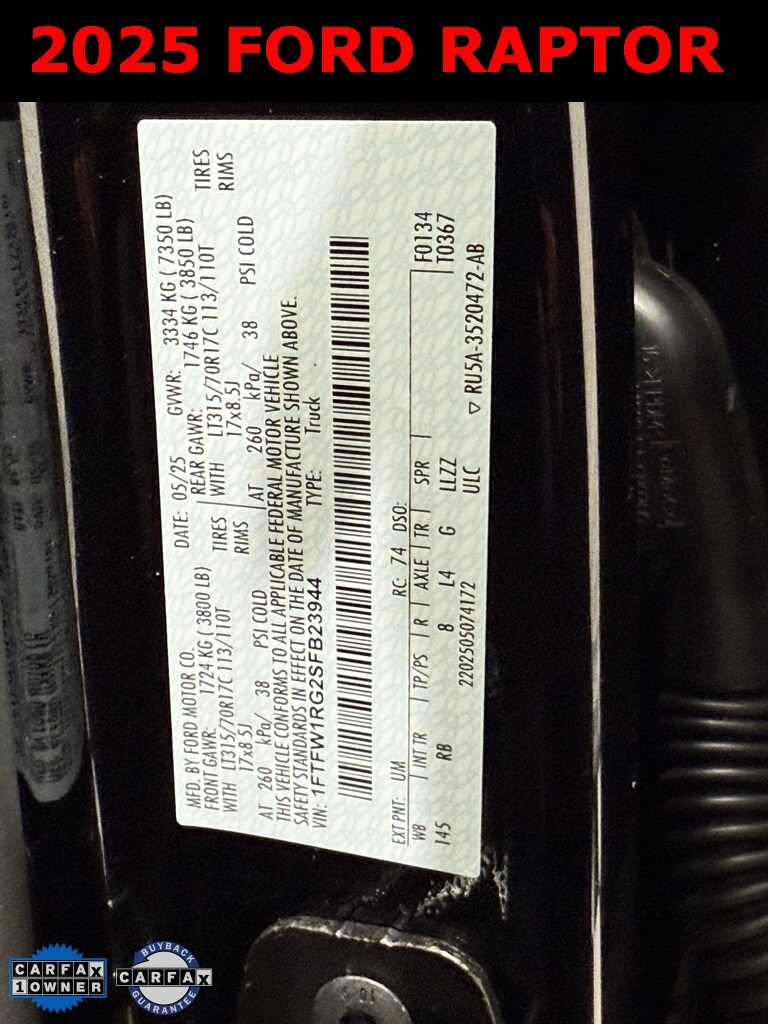 2025 FORD RAPTOR
MFD. BY FORD MOTOR CO.
DATE: 05/25 GVWR: 3334 KG ( 7350 LB)
FRONT GAWR: 1724 KG ( 3800 LB)
REAR GAWR: 1746 KG ( 3850 LB)
WITH LT315/70R17C 113/110T TIRES
WITH LT315/70R17C 113/110T TIRES
17x8.5J RIMS
17x8.5J RIMS
AT 260 kPa/ 38 PSI COLD
AT 260 kPa/ 38 PSI COLD
THIS VEHICLE CONFORMS TO ALL APPLICABLE FEDERAL MOTOR VEHICLE
SAFETY STANDARDS IN EFFECT ON THE DATE OF MANUFACTURE SHOWN ABOVE.
VIN: 1FTFW1RG2SFB23944 TYPE: Truck
EXT PNT: UM RC: 74 DSO: F0134
WB INT TR TP/PS R AXLE TR SPR T0367
145 RB 8 L4 G LLZZ
2202505074172 ULC ▽ RU5A-3520472-AB
CARFAX
1 OWNER
BUYBACK
CARFAX
GUARANTEE